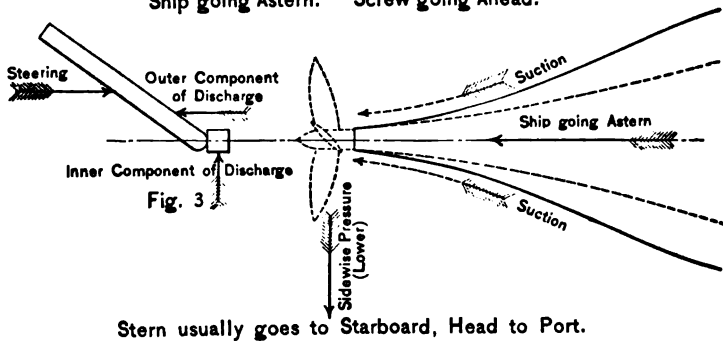 Ship going Astern. Screw going Ahead.
Steering
Outer Component
of Discharge
Suction
Ship going Astern
Inner Component of Discharge
Fig. 3
Suction
Sidewise Pressure
(Lower)
Stern usually goes to Starboard, Head to Port.